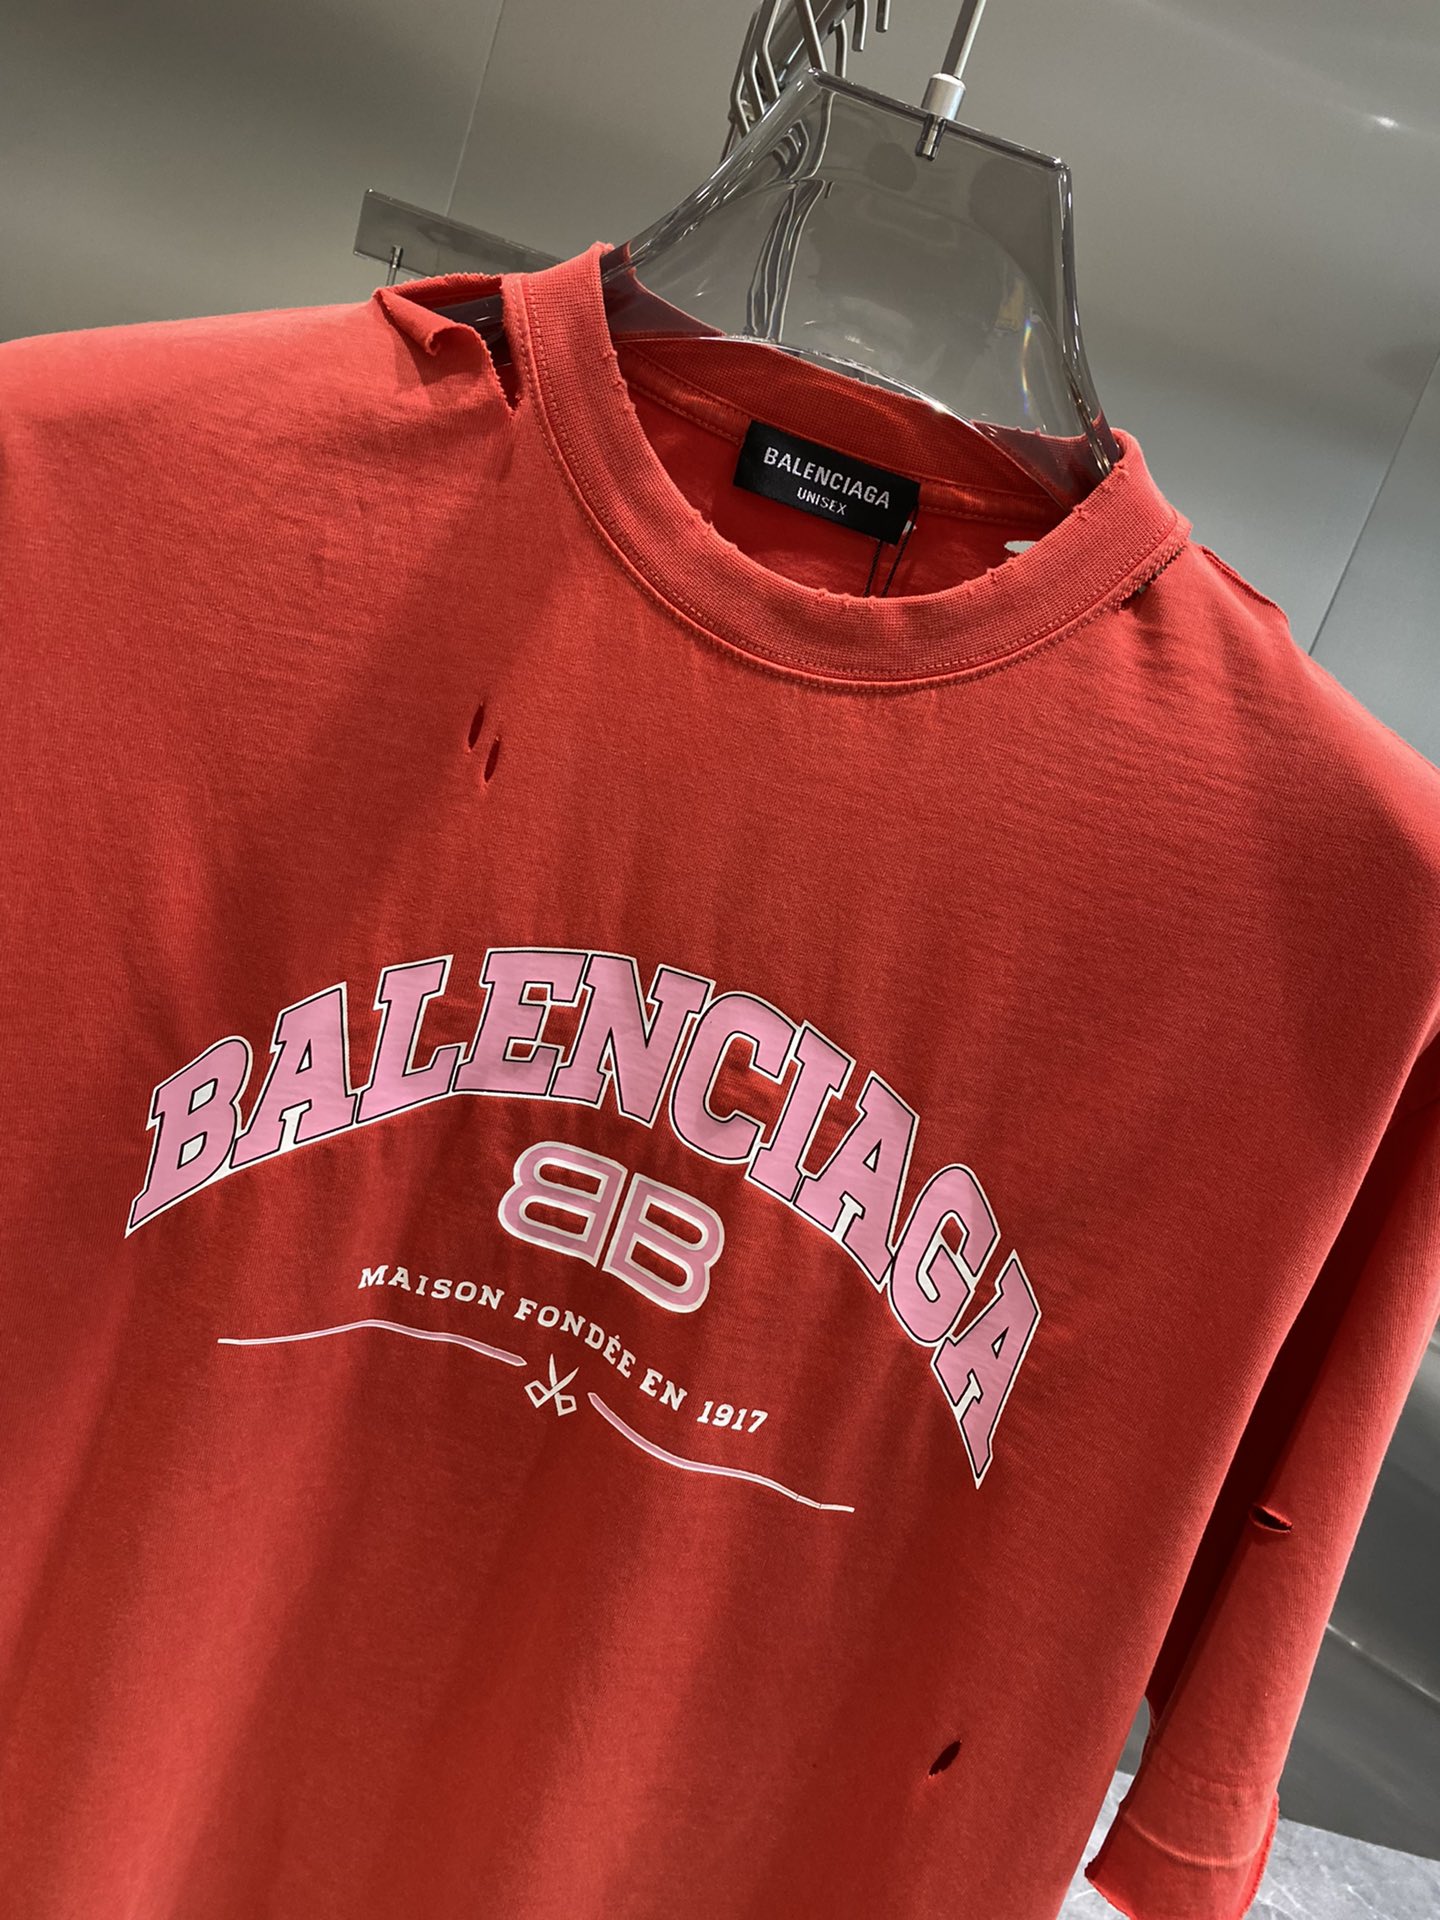 BALENCIAGA
UNISEX
BALENCIAGA
BB
MAISON FONDÉE EN 1917